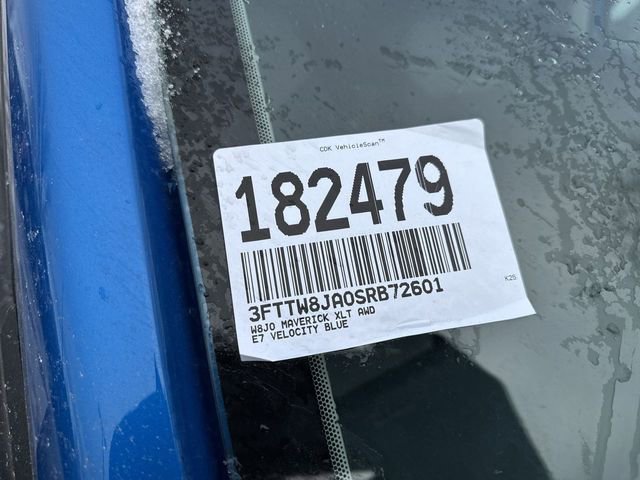 CDK VehicleScan™
182479
3FTTW8JA0SRB72601
W8J0 MAVERICK XLT AWD
E7 VELOCITY BLUE
K25